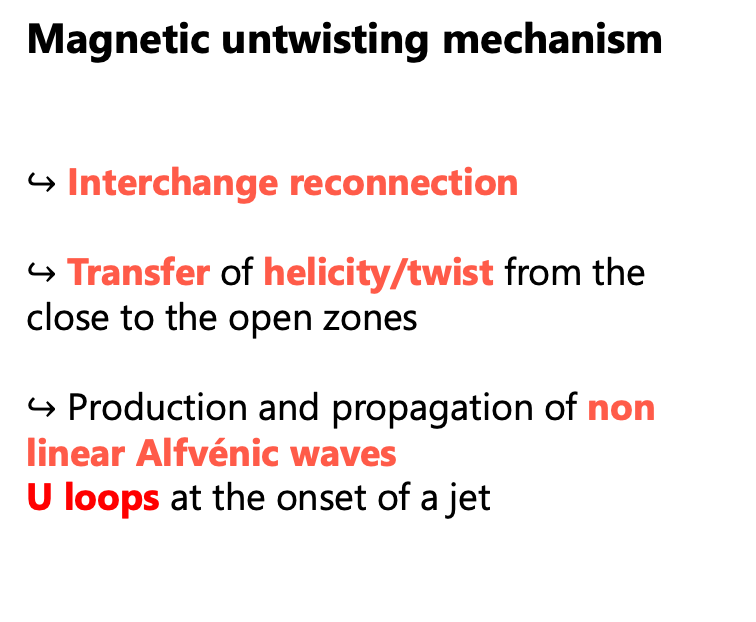 Magnetic untwisting mechanism
↪ Interchange reconnection
↪ Transfer of helicity/twist from the
close to the open zones
↪ Production and propagation of non
linear Alfvénic waves
U loops at the onset of a jet